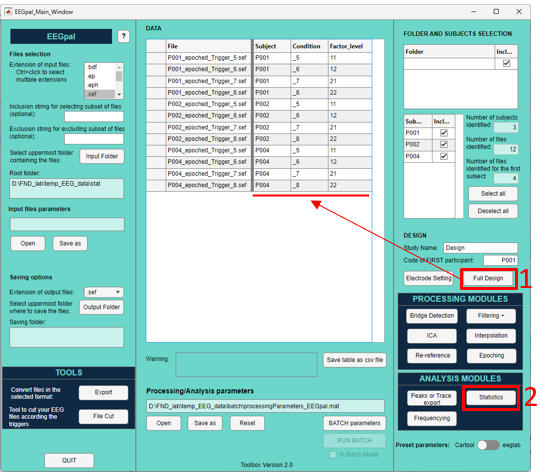 EEGpal_Main_Window
EEGpal
?
Files selection
Extension of input files:
Ctrl+click to select
multiple extensions
.bdf
.ep
.eph
.sef
Inclusion string for selecting subset of files
(optional):
Exclusion string for excluding subset of files
(optional):
Select uppermost folder
containing the files:
Input Folder
Root folder:
D:\FND_lab\temp_EEG_data\stat
Input files parameters
Open
Save as
Saving options
Extension of output files:
.sef
Select uppermost folder
where to save the files:
Output Folder
Saving folder:
TOOLS
Convert files in the
selected format:
Export
Tool to cut your EEG
files according the
triggers
File Cut
QUIT
DATA
File Subject Condition Factor_level
P001_epoched_Trigger_5.sef P001 _5 11
P001_epoched_Trigger_6.sef P001 _6 12
P001_epoched_Trigger_7.sef P001 _7 21
P001_epoched_Trigger_8.sef P001 _8 22
P002_epoched_Trigger_5.sef P002 _5 11
P002_epoched_Trigger_6.sef P002 _6 12
P002_epoched_Trigger_7.sef P002 _7 21
P002_epoched_Trigger_8.sef P002 _8 22
P004_epoched_Trigger_5.sef P004 _5 11
P004_epoched_Trigger_6.sef P004 _6 12
P004_epoched_Trigger_7.sef P004 _7 21
P004_epoched_Trigger_8.sef P004 _8 22
Warning:
Save table as csv file
Processing/Analysis parameters
D:\FND_lab\temp_EEG_data\batch\processingParameters_EEGpal.mat
Open
Save as
Reset
BATCH parameters
RUN BATCH
In Batch Mode
Toolbox Version 2.0
FOLDER AND SUBJECTS SELECTION
Folder Incl...
Sub... Incl...
P001
P002
P004
Number of subjects
identified:
3
Number of files
identified:
12
Number of files
identified for the first
subject:
4
Select all
Deselect all
DESIGN
Study Name:
Design
Code of FIRST participant:
P001
Electrode Setting
Full Design
1
PROCESSING MODULES
Bridge Detection
Filtering +
ICA
Interpolation
Re-reference
Epoching
ANALYSIS MODULES
Peaks or Trace
export
Statistics
2
Frequencying
Preset parameters:
Cartool
eeglab